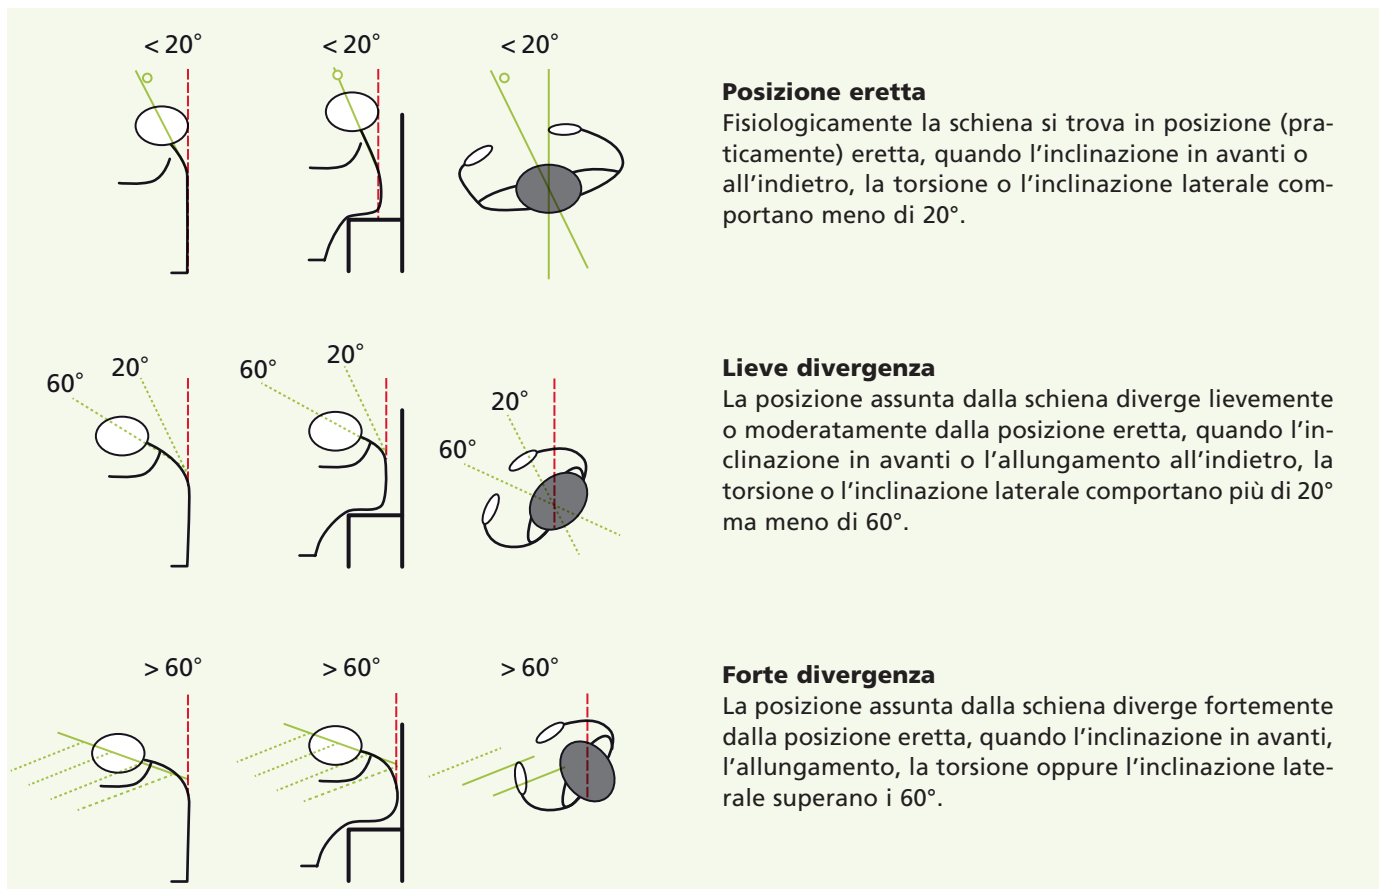 < 20°
< 20°
< 20°
Posizione eretta
Fisiologicamente la schiena si trova in posizione (pra-
ticamente) eretta, quando l’inclinazione in avanti o
all’indietro, la torsione o l’inclinazione laterale com-
portano meno di 20°.
60°
20°
60°
20°
20°
60°
Lieve divergenza
La posizione assunta dalla schiena diverge lievemente
o moderatamente dalla posizione eretta, quando l’in-
clinazione in avanti o l’allungamento all’indietro, la
torsione o l’inclinazione laterale comportano più di 20°
ma meno di 60°.
> 60°
> 60°
> 60°
Forte divergenza
La posizione assunta dalla schiena diverge fortemente
dalla posizione eretta, quando l’inclinazione in avanti,
l’allungamento, la torsione oppure l’inclinazione late-
rale superano i 60°.